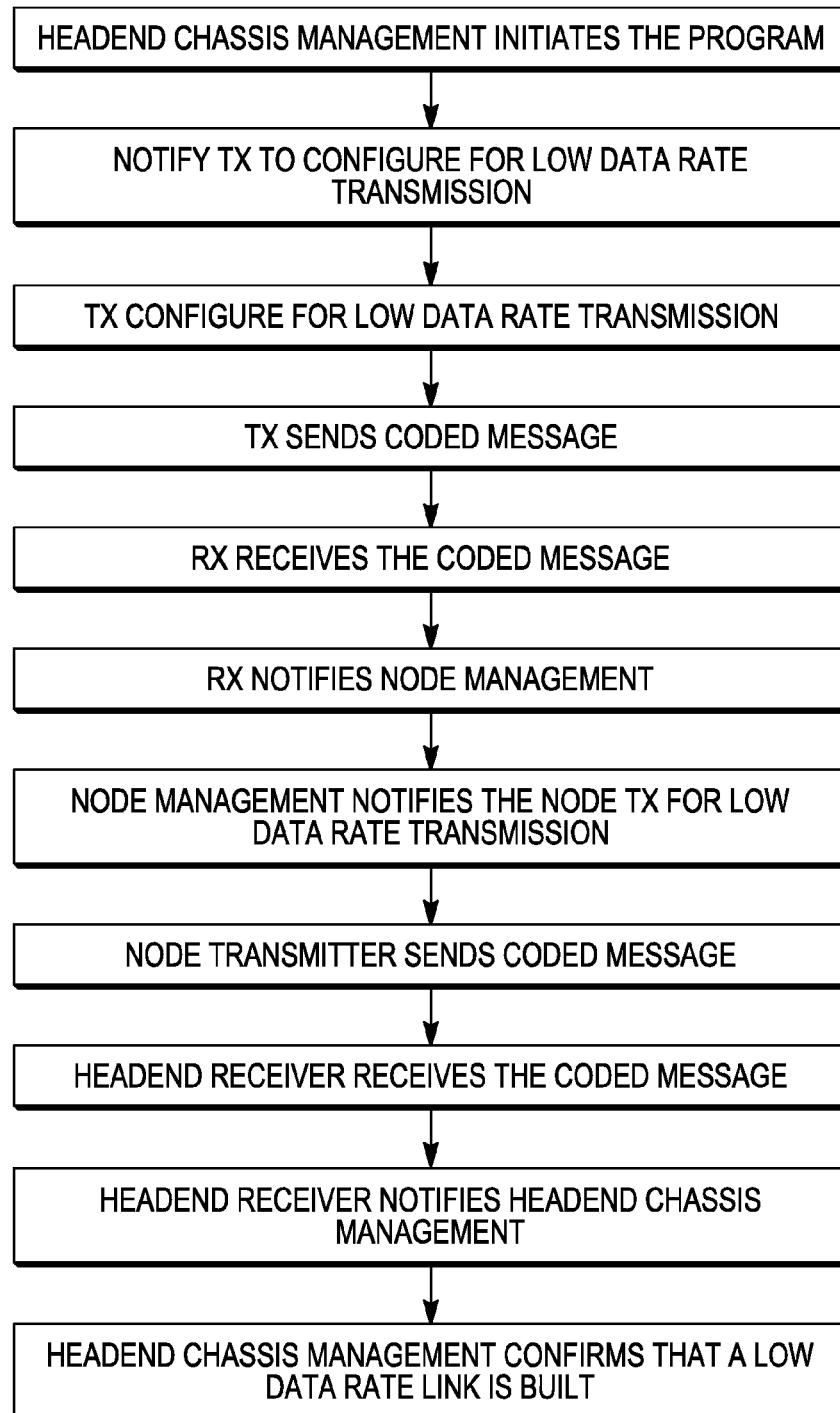 HEADEND CHASSIS MANAGEMENT INITIATES THE PROGRAM
NOTIFY TX TO CONFIGURE FOR LOW DATA RATE
TRANSMISSION
TX CONFIGURE FOR LOW DATA RATE TRANSMISSION
TX SENDS CODED MESSAGE
RX RECEIVES THE CODED MESSAGE
RX NOTIFIES NODE MANAGEMENT
NODE MANAGEMENT NOTIFIES THE NODE TX FOR LOW
DATA RATE TRANSMISSION
NODE TRANSMITTER SENDS CODED MESSAGE
HEADEND RECEIVER RECEIVES THE CODED MESSAGE
HEADEND RECEIVER NOTIFIES HEADEND CHASSIS
MANAGEMENT
HEADEND CHASSIS MANAGEMENT CONFIRMS THAT A LOW
DATA RATE LINK IS BUILT